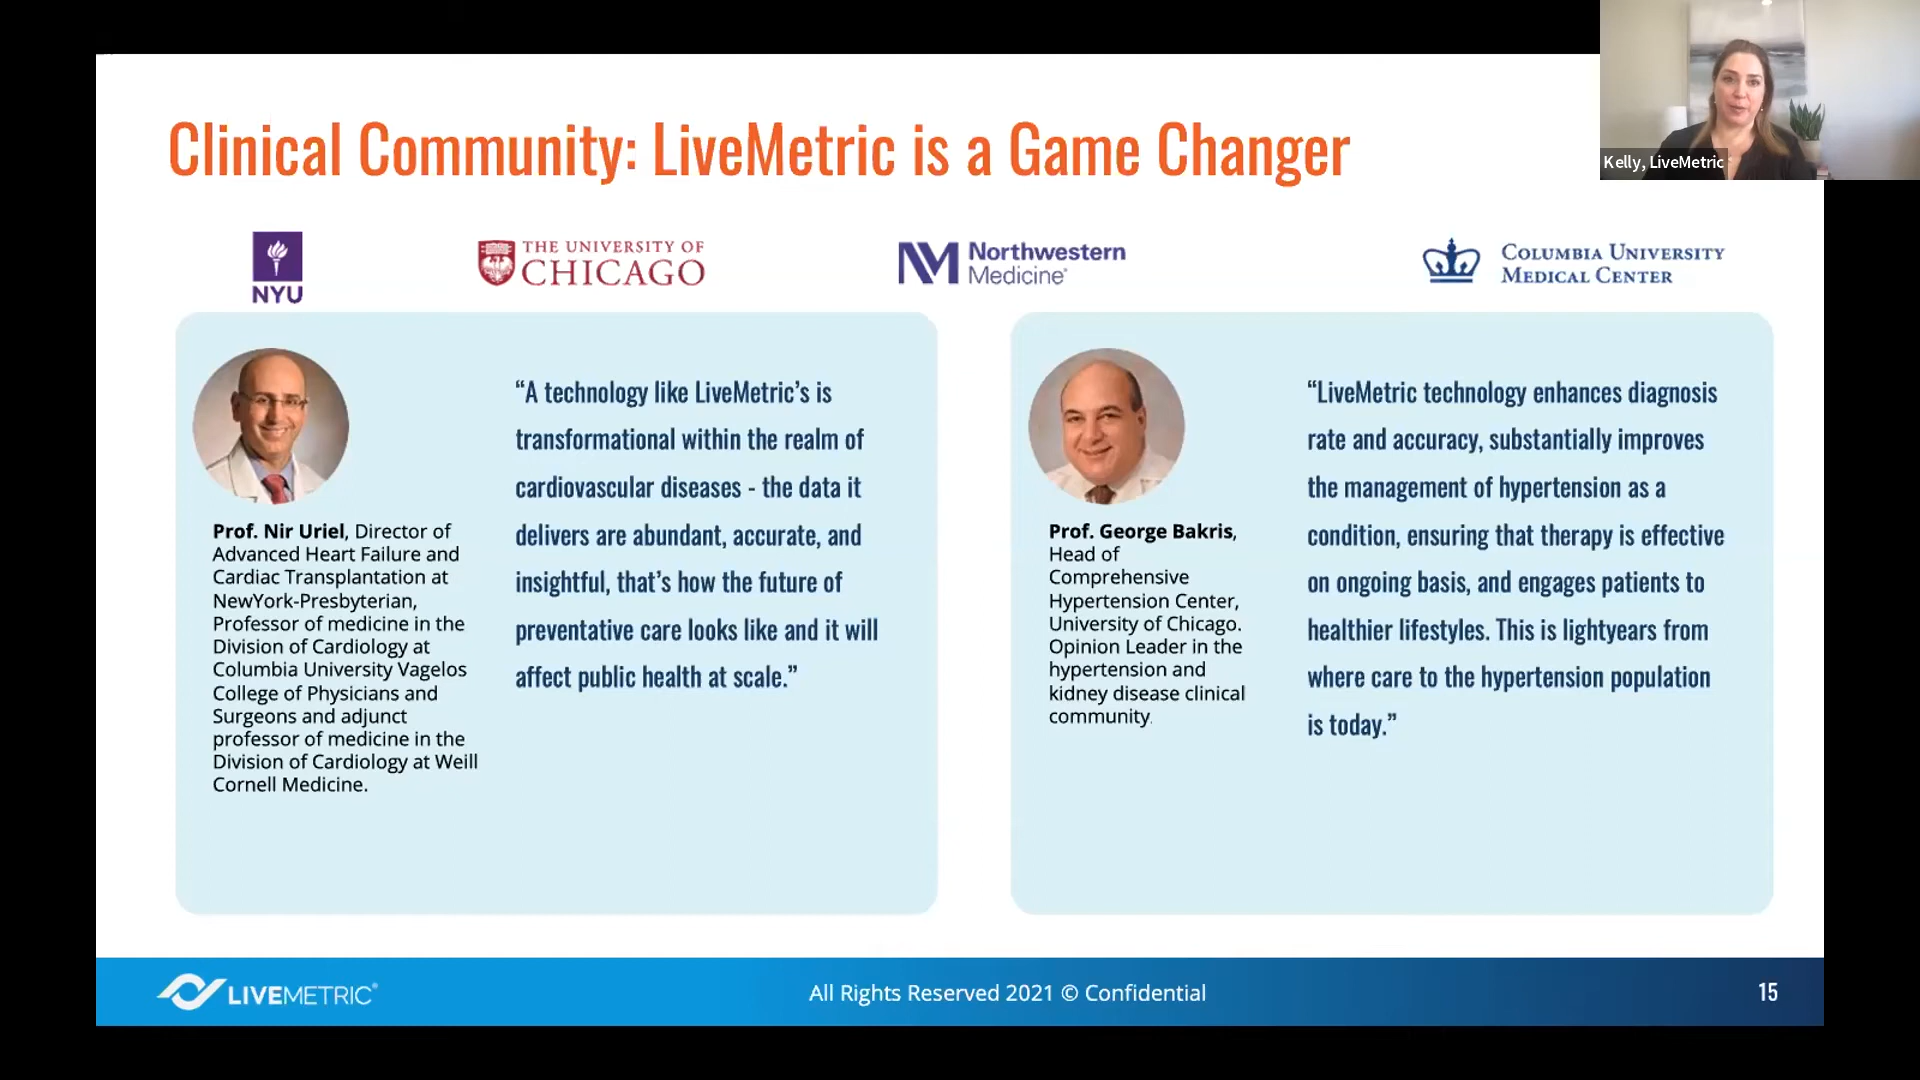 Kelly, LiveMetric
Clinical Community: LiveMetric is a Game Changer
NYU
THE UNIVERSITY OF
CHICAGO
Northwestern
Medicine®
COLUMBIA UNIVERSITY
MEDICAL CENTER
Prof. Nir Uriel, Director of
Advanced Heart Failure and
Cardiac Transplantation at
NewYork-Presbyterian,
Professor of medicine in the
Division of Cardiology at
Columbia University Vagelos
College of Physicians and
Surgeons and adjunct
professor of medicine in the
Division of Cardiology at Weill
Cornell Medicine.
“A technology like LiveMetric’s is
transformational within the realm of
cardiovascular diseases - the data it
delivers are abundant, accurate, and
insightful, that’s how the future of
preventative care looks like and it will
affect public health at scale.”
Prof. George Bakris,
Head of
Comprehensive
Hypertension Center,
University of Chicago.
Opinion Leader in the
hypertension and
kidney disease clinical
community.
“LiveMetric technology enhances diagnosis
rate and accuracy, substantially improves
the management of hypertension as a
condition, ensuring that therapy is effective
on ongoing basis, and engages patients to
healthier lifestyles. This is lightyears from
where care to the hypertension population
is today.”
LIVEMETRIC®
All Rights Reserved 2021 © Confidential
15